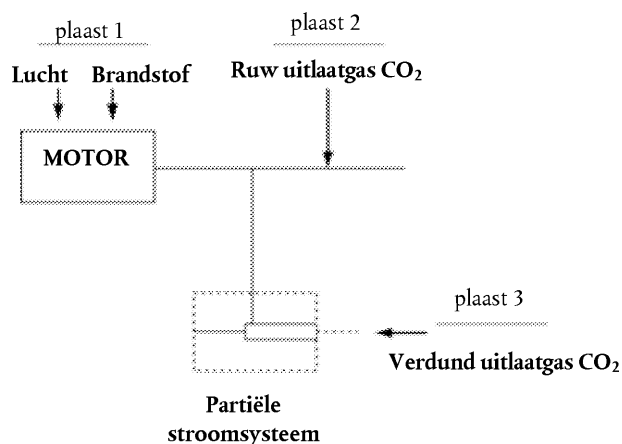 plaast 1
plaast 2
Lucht Brandstof
Ruw uitlaatgas CO₂
MOTOR
plaast 3
Verdund uitlaatgas CO₂
Partiële
stroomsysteem